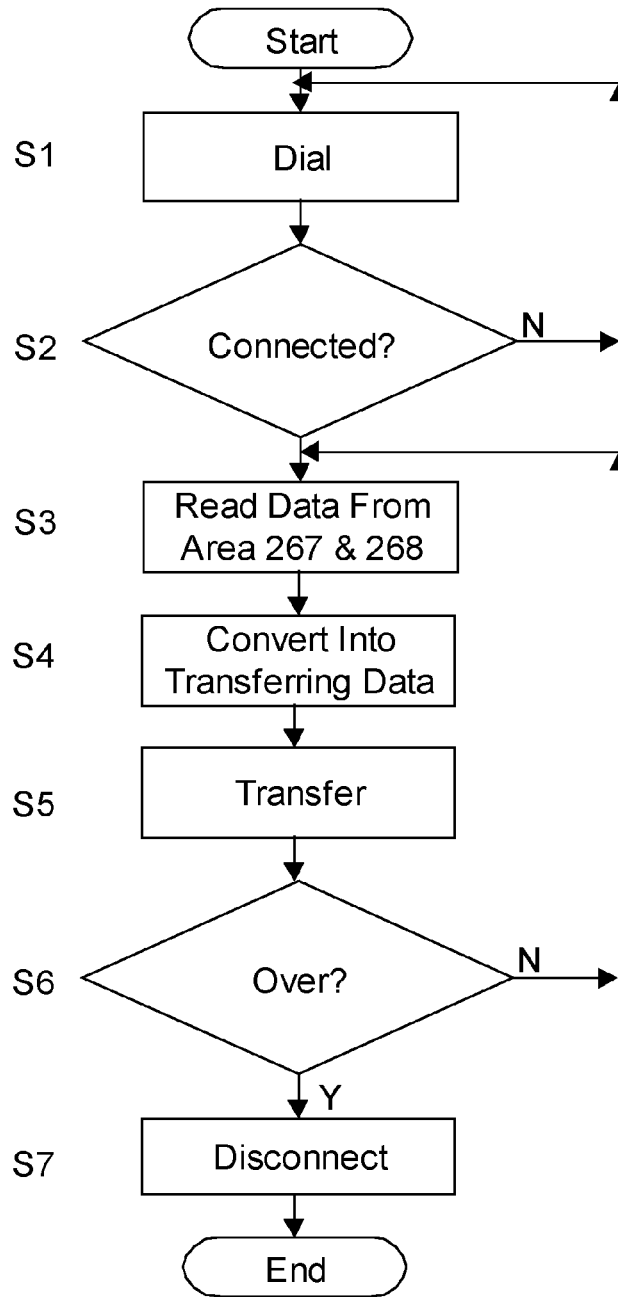 Start
S1
Dial
S2
Connected?
N
S3
Read Data From
Area 267 & 268
S4
Convert Into
Transferring Data
S5
Transfer
S6
Over?
N
Y
S7
Disconnect
End